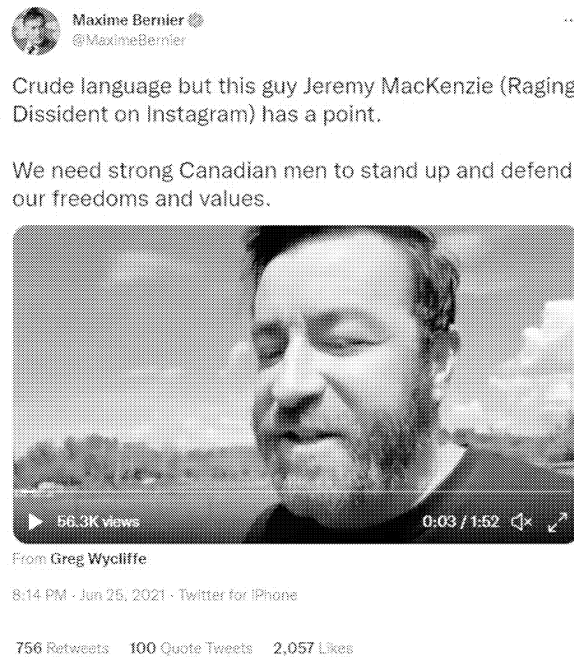 Maxime Bernier
@MaximeBernier
Crude language but this guy Jeremy MacKenzie (Raging
Dissident on Instagram) has a point.
We need strong Canadian men to stand up and defend
our freedoms and values.
56.3K views
0:03 / 1:52
From Greg Wycliffe
8:14 PM · Jun 25, 2021 · Twitter for iPhone
756 Retweets 100 Quote Tweets 2,057 Likes